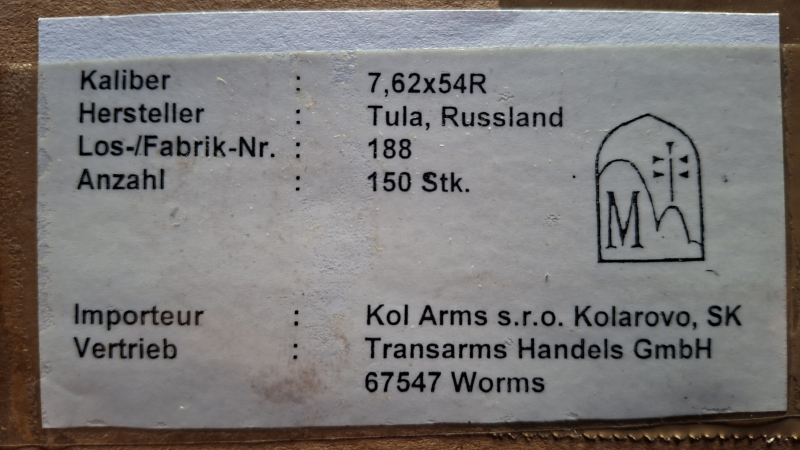 Kaliber : 7,62x54R
Hersteller : Tula, Russland
Los-/Fabrik-Nr. : 188
Anzahl : 150 Stk.
M
Importeur : Kol Arms s.r.o. Kolarovo, SK
Vertrieb : Transarms Handels GmbH
67547 Worms